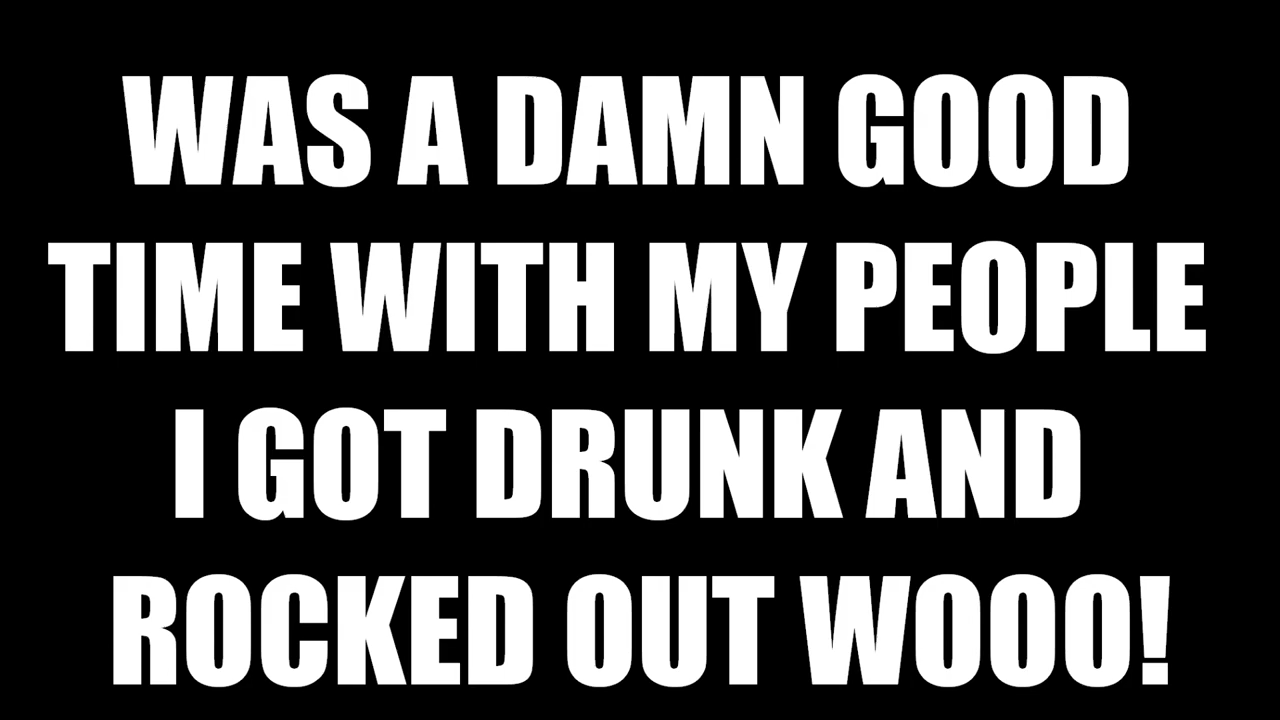 WAS A DAMN GOOD
TIME WITH MY PEOPLE
I GOT DRUNK AND
ROCKED OUT WOOO!